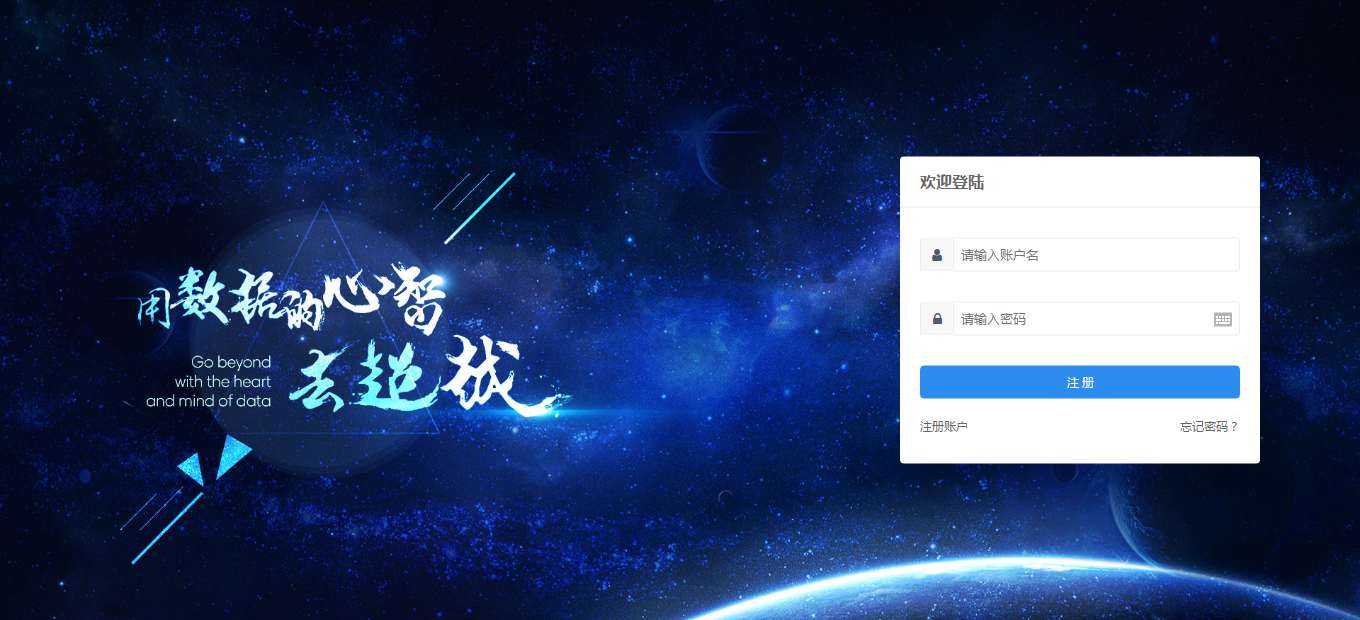 用数据的心智
去超越
Go beyond
with the heart
and mind of data
欢迎登陆
请输入账户名
请输入密码
注册
注册账户
忘记密码？